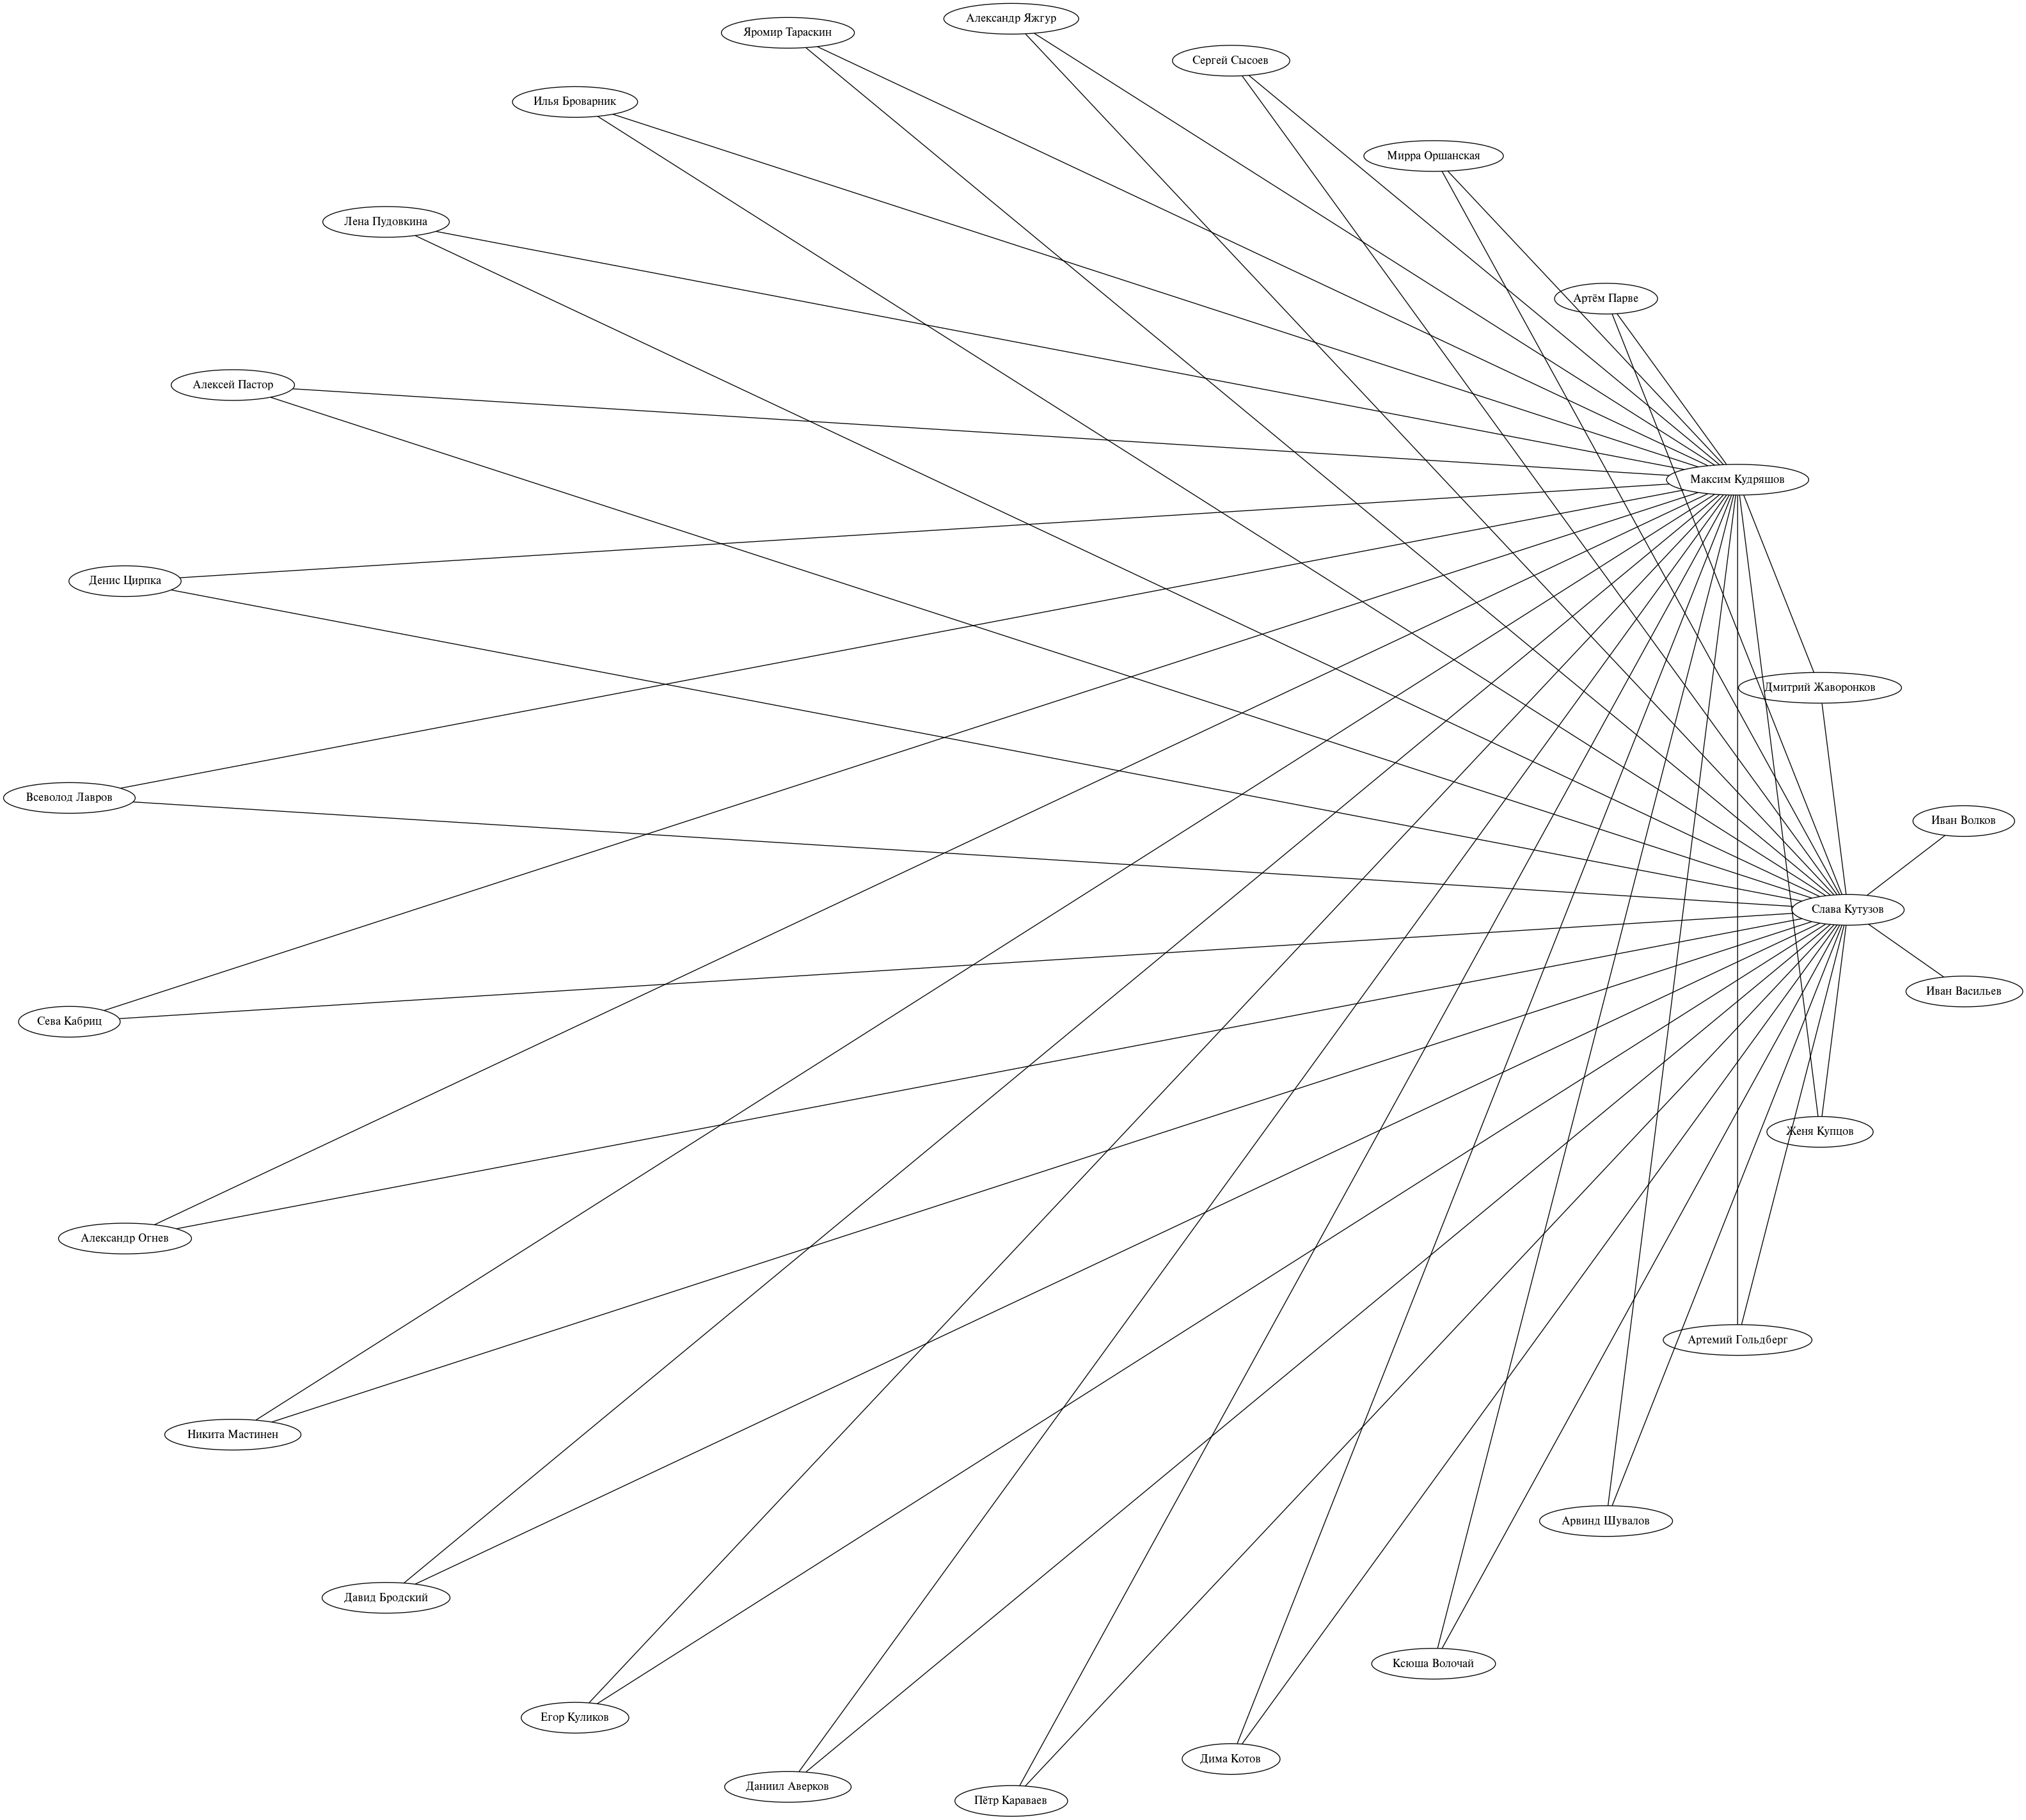 Александр Яжгур
Яромир Тараскин
Сергей Сысоев
Илья Броварник
Мирра Оршанская
Лена Пудовкина
Артём Парве
Алексей Пастор
Максим Кудряшов
Денис Цирпка
Дмитрий Жаворонков
Всеволод Лавров
Иван Волков
Слава Кутузов
Иван Васильев
Сева Кабриц
Женя Купцов
Александр Огнев
Артемий Гольдберг
Никита Мастинен
Арвинд Шувалов
Давид Бродский
Ксюша Волочай
Егор Куликов
Дима Котов
Даниил Аверков
Пётр Караваев